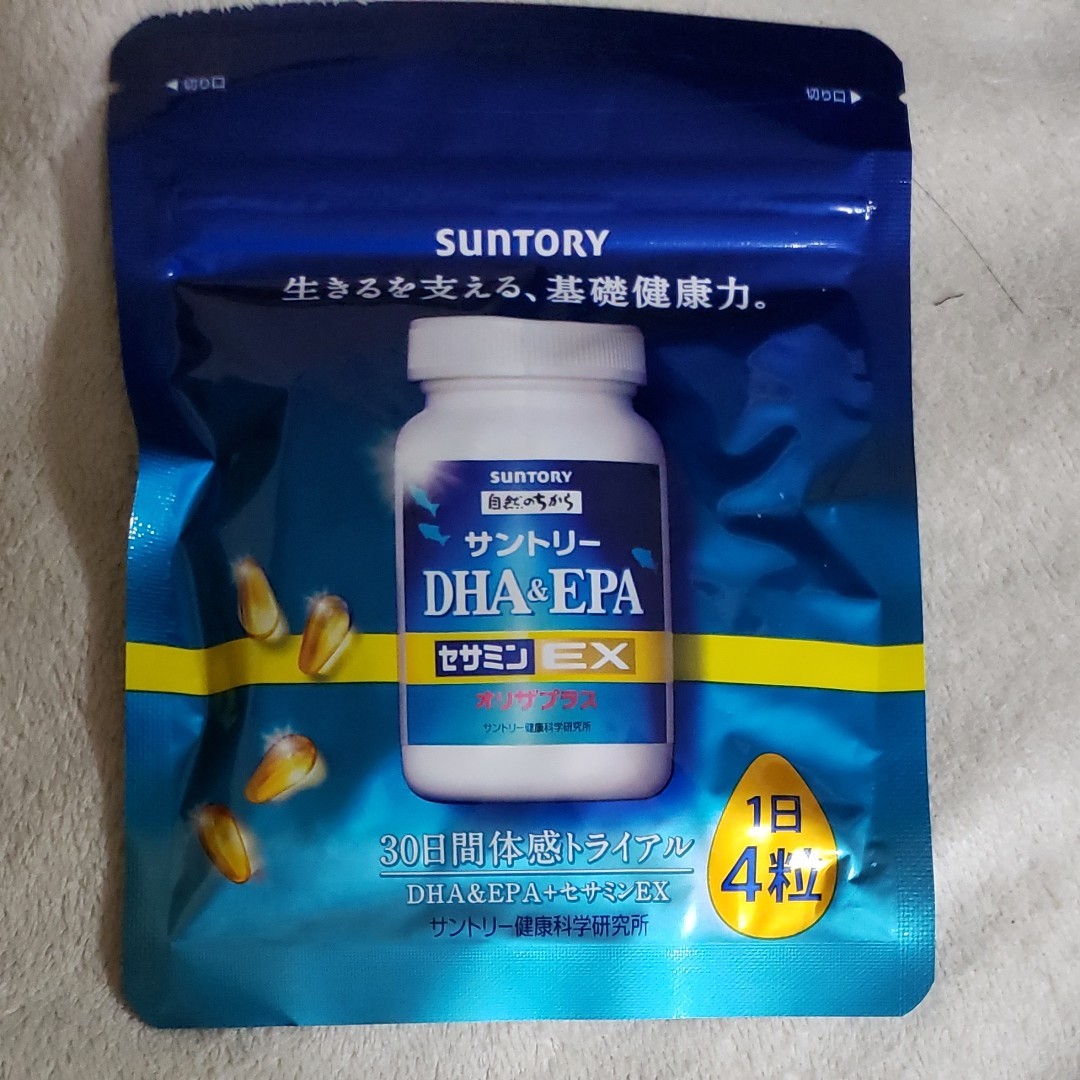 ◀切り口
切り口▶
SUNTORY
生きるを支える、基礎健康力。
SUNTORY
自然のちから
サントリー
DHA&EPA
セサミンEX
オリザプラス
サントリー健康科学研究所
1日
4粒
30日間体感トライアル
DHA&EPA+セサミンEX
サントリー健康科学研究所